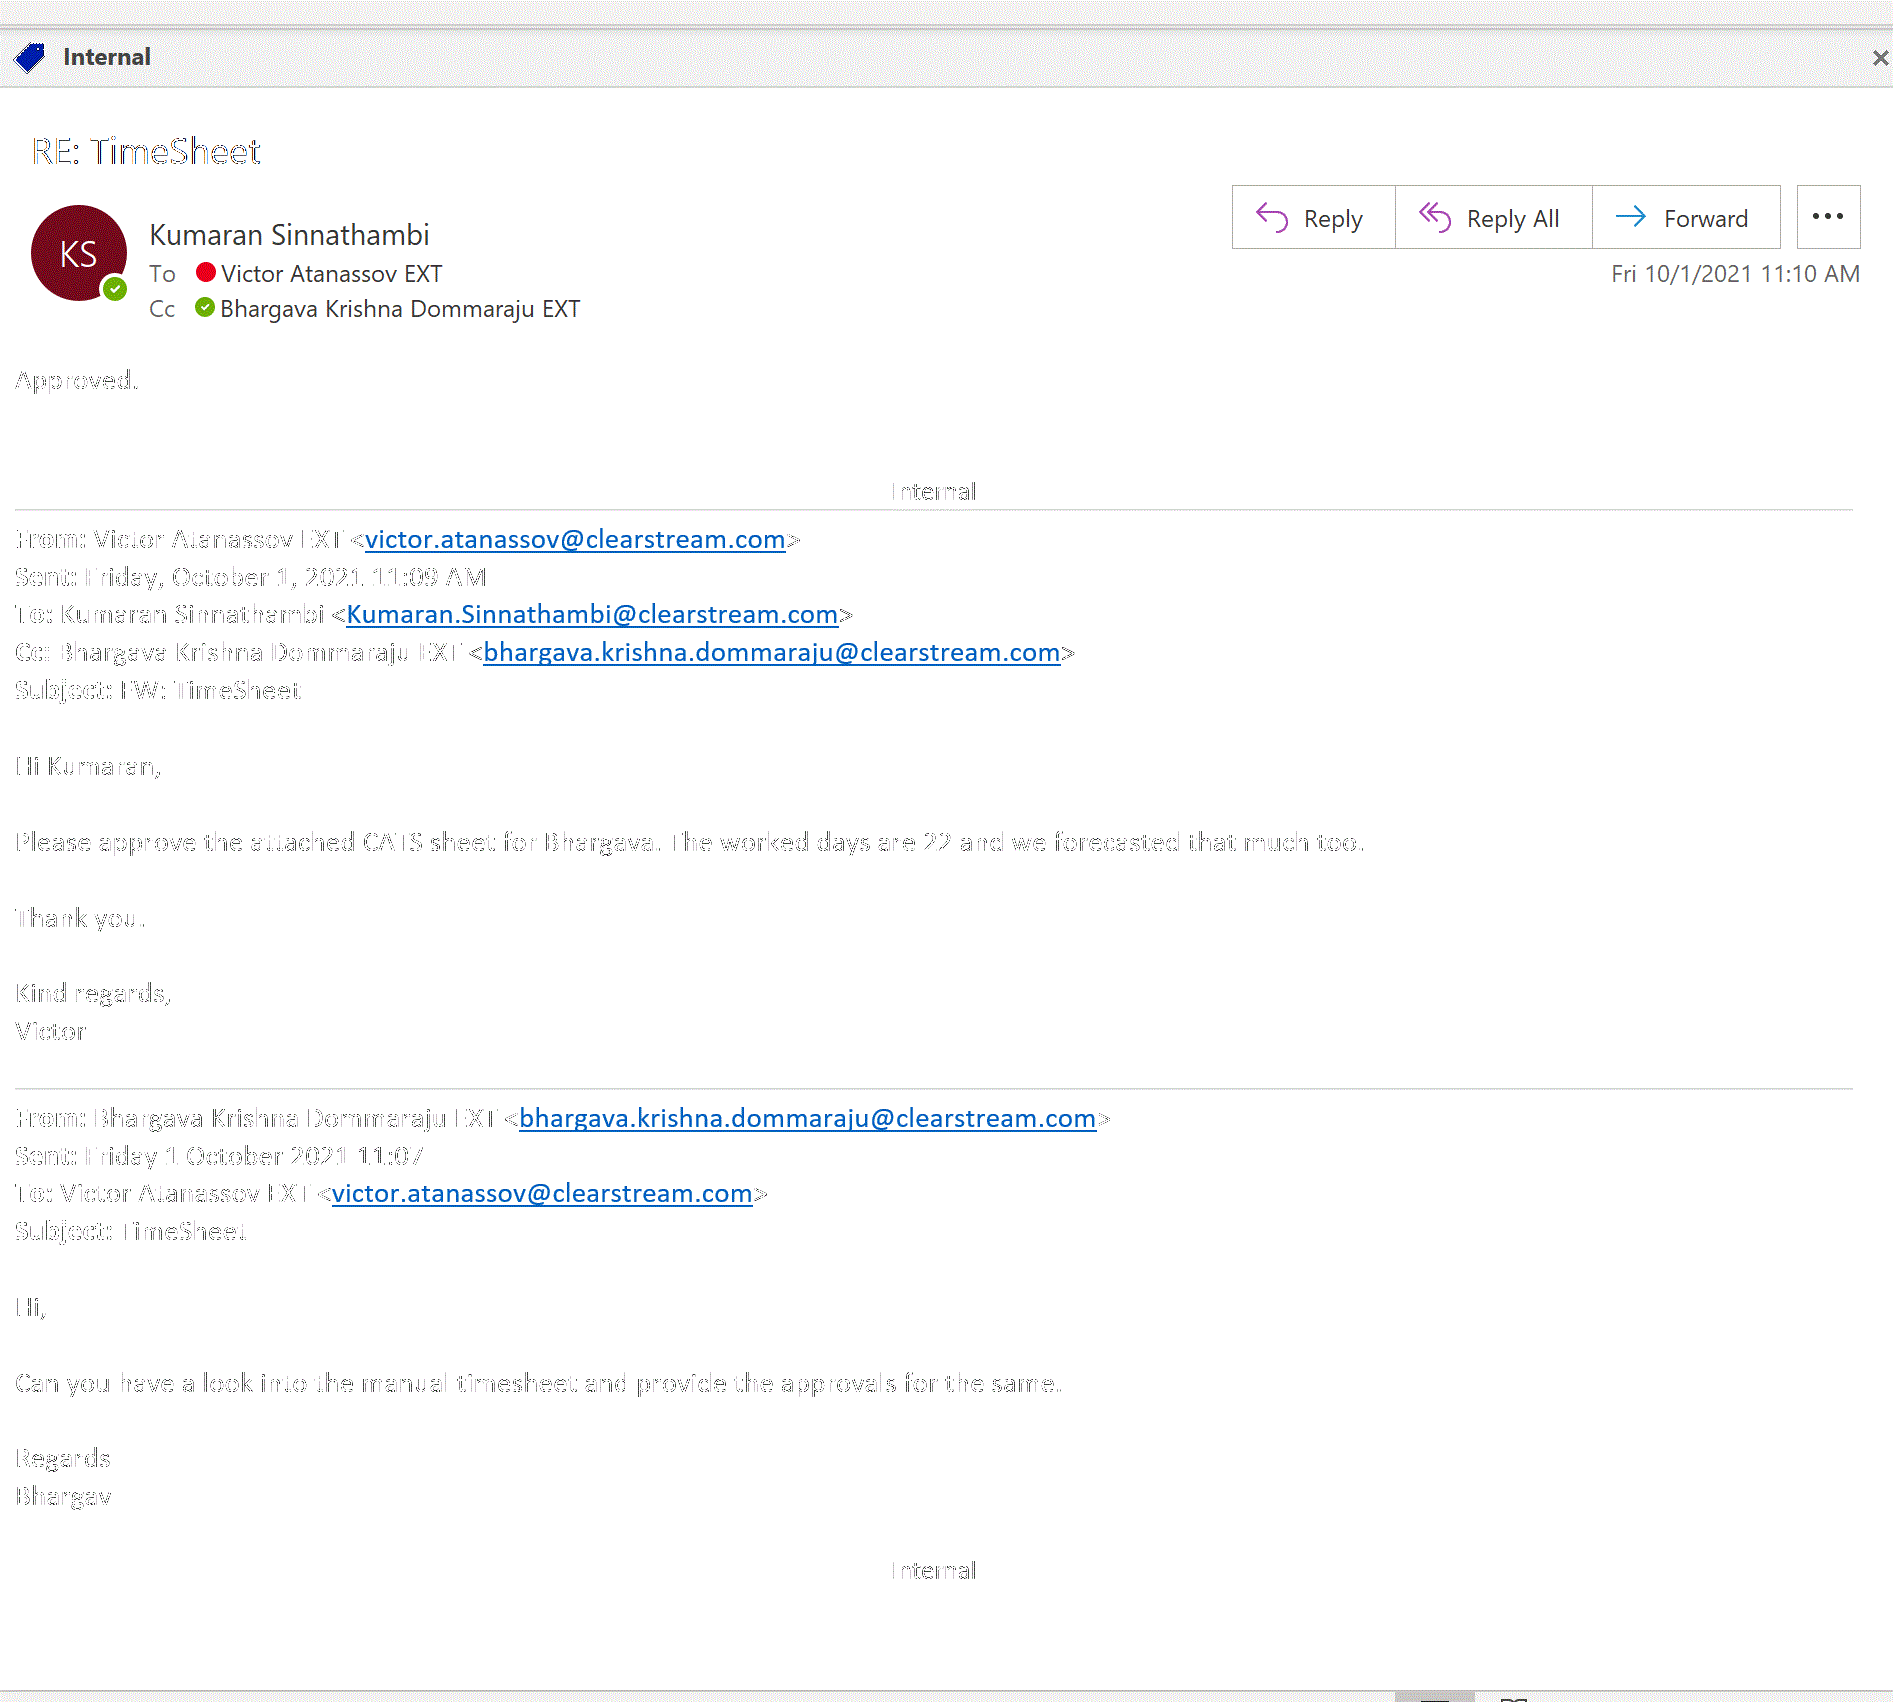 Internal
RE: TimeSheet
Reply
Reply All
Forward
KS
Kumaran Sinnathambi
To Victor Atanassov EXT
Fri 10/1/2021 11:10 AM
Cc Bhargava Krishna Dommaraju EXT
Approved.
Internal
From: Victor Atanassov EXT <victor.atanassov@clearstream.com>
Sent: Friday, October 1, 2021 11:09 AM
To: Kumaran Sinnathambi <Kumaran.Sinnathambi@clearstream.com>
Cc: Bhargava Krishna Dommaraju EXT <bhargava.krishna.dommaraju@clearstream.com>
Subject: FW: TimeSheet
Hi Kumaran,
Please approve the attached CATS sheet for Bhargava. The worked days are 22 and we forecasted that much too.
Thank you.
Kind regards,
Victor
From: Bhargava Krishna Dommaraju EXT <bhargava.krishna.dommaraju@clearstream.com>
Sent: Friday 1 October 2021 11:07
To: Victor Atanassov EXT <victor.atanassov@clearstream.com>
Subject: TimeSheet
Hi,
Can you have a look into the manual timesheet and provide the approvals for the same.
Regards
Bhargav
Internal